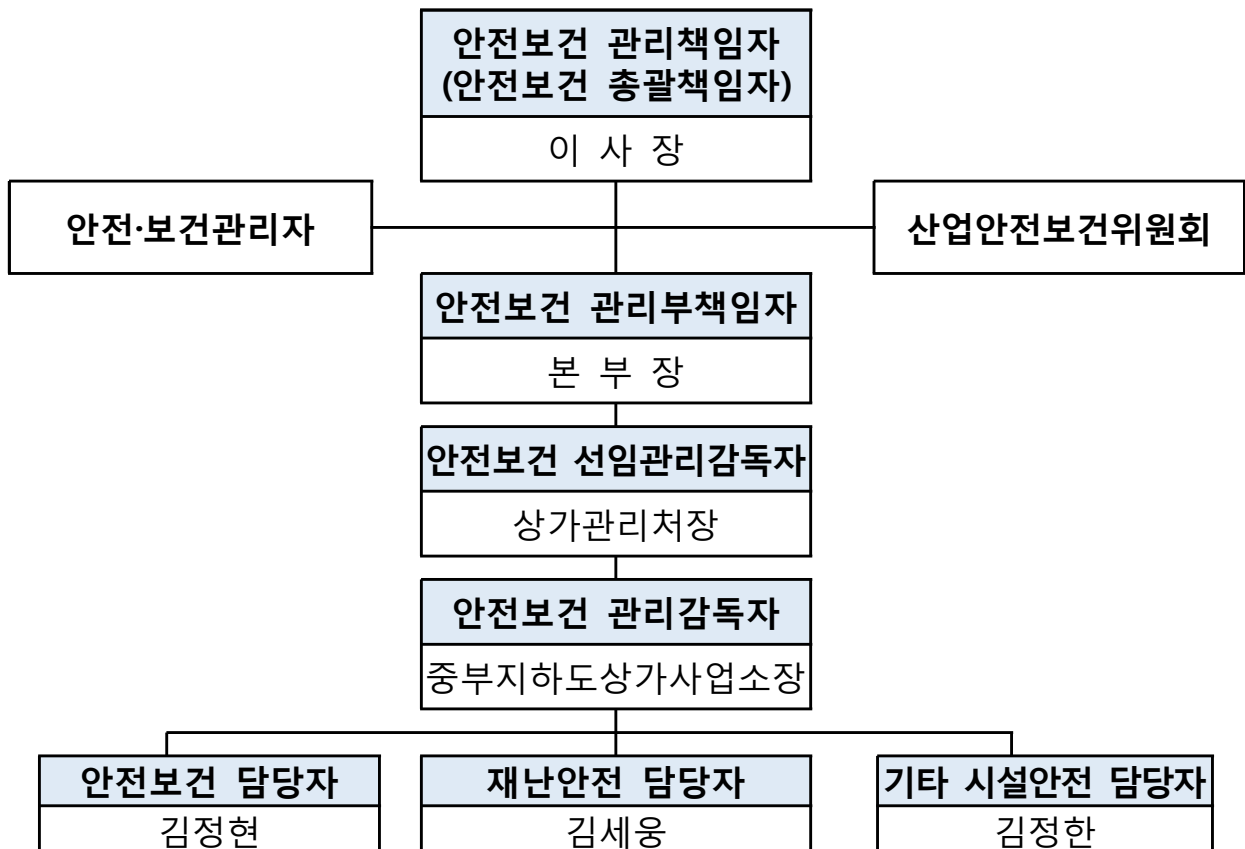 안전보건 관리책임자
(안전보건 총괄책임자)
이 사 장
안전·보건관리자
산업안전보건위원회
안전보건 관리부책임자
본 부 장
안전보건 선임관리감독자
상가관리처장
안전보건 관리감독자
중부지하도상가사업소장
안전보건 담당자
재난안전 담당자
기타 시설안전 담당자
김정현
김세웅
김정한